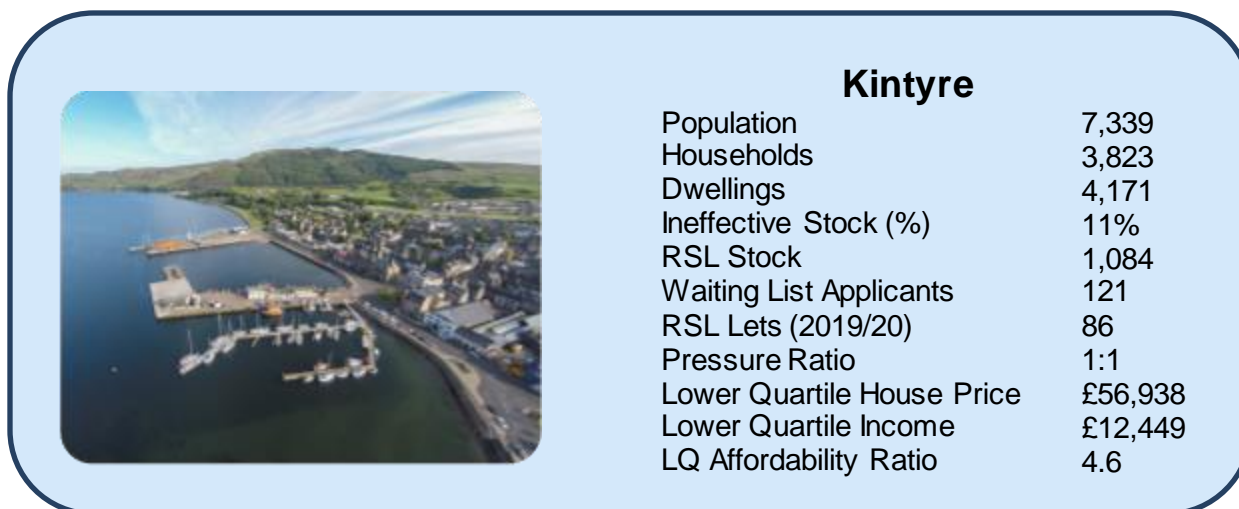 Kintyre
Population 7,339
Households 3,823
Dwellings 4,171
Ineffective Stock (%) 11%
RSL Stock 1,084
Waiting List Applicants 121
RSL Lets (2019/20) 86
Pressure Ratio 1:1
Lower Quartile House Price £56,938
Lower Quartile Income £12,449
LQ Affordability Ratio 4.6